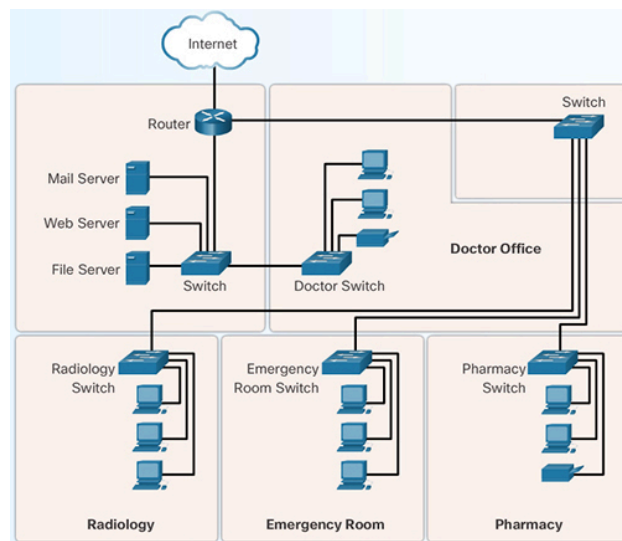 Internet
Switch
Router
Mail Server
Web Server
Doctor Office
File Server
Switch
Doctor Switch
Radiology
Switch
Emergency
Room Switch
Pharmacy
Switch
Radiology
Emergency Room
Pharmacy